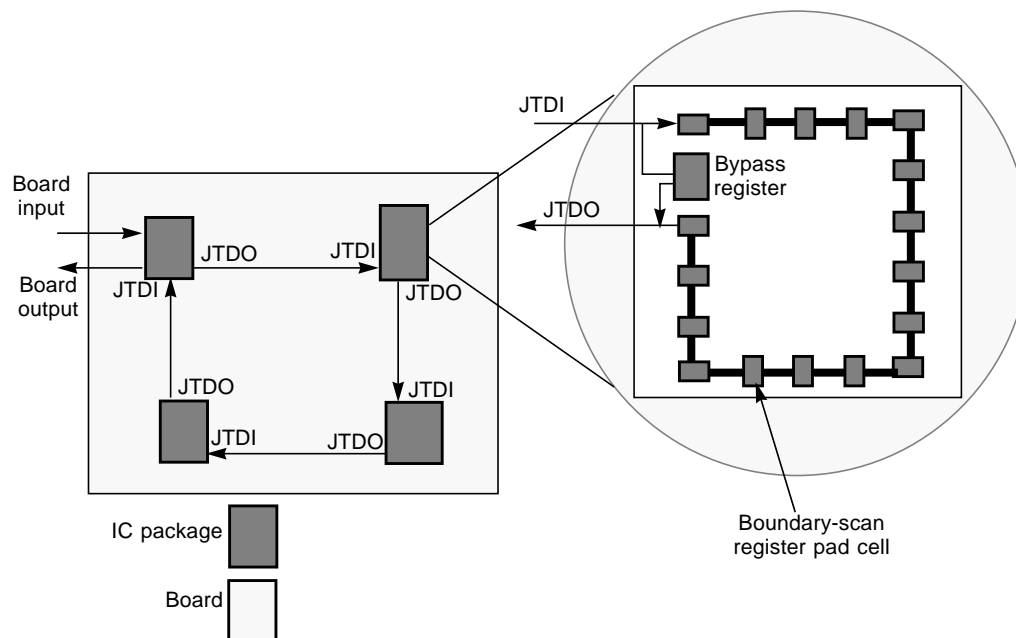 JTDI
Bypass
register
JTDO
Board
input
JTDO
JTDI
Board
output
JTDI
JTDO
JTDO
JTDI
JTDI
JTDO
IC package
Boundary-scan
register pad cell
Board